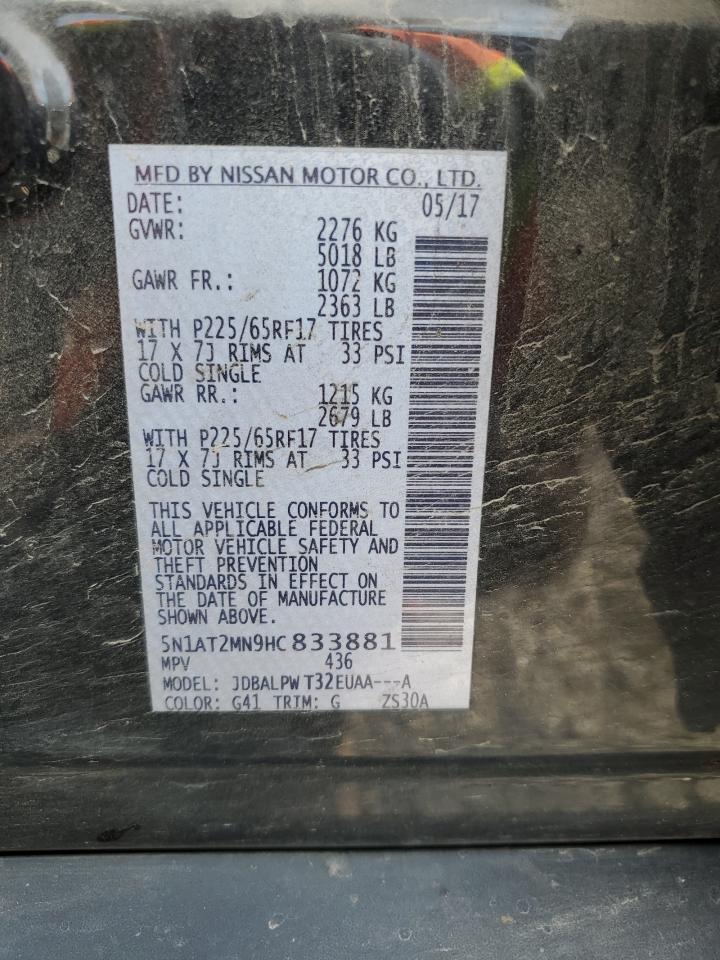 MFD BY NISSAN MOTOR CO., LTD.
DATE: 05/17
GVWR: 2276 KG
5018 LB
GAWR FR.: 1072 KG
2363 LB
WITH P225/65RF17 TIRES
17 X 7J RIMS AT 33 PSI
COLD SINGLE
GAWR RR.: 1215 KG
2679 LB
WITH P225/65RF17 TIRES
17 X 7J RIMS AT 33 PSI
COLD SINGLE
THIS VEHICLE CONFORMS TO
ALL APPLICABLE FEDERAL
MOTOR VEHICLE SAFETY AND
THEFT PREVENTION
STANDARDS IN EFFECT ON
THE DATE OF MANUFACTURE
SHOWN ABOVE.
5N1AT2MN9HC833881
MPV 436
MODEL: JDBALPW T32EUAA---A
COLOR: G41 TRIM: G ZS30A